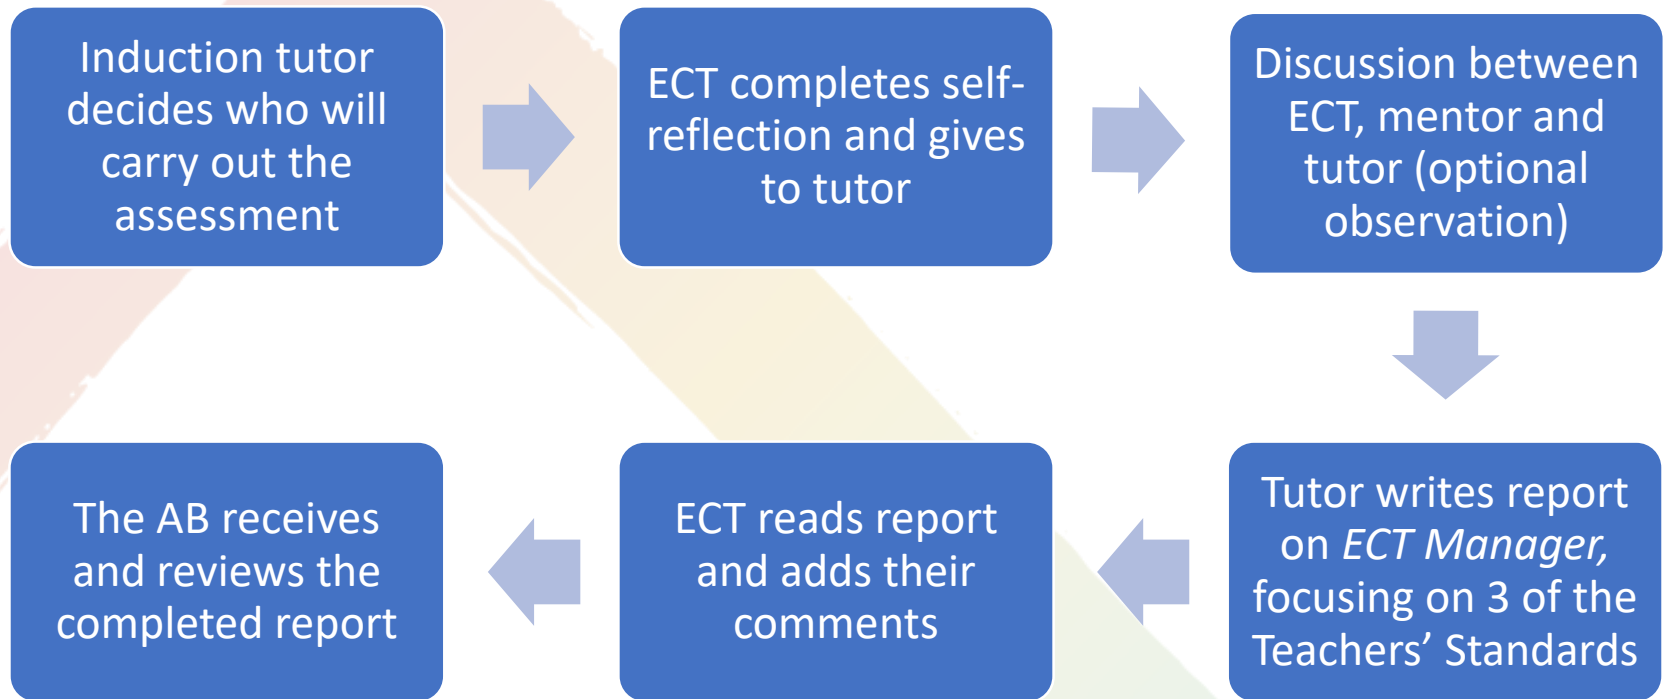 Induction tutor
decides who will
carry out the
assessment
ECT completes self-
reflection and gives
to tutor
Discussion between
ECT, mentor and
tutor (optional
observation)
Tutor writes report
on ECT Manager,
focusing on 3 of the
Teachers’ Standards
ECT reads report
and adds their
comments
The AB receives
and reviews the
completed report